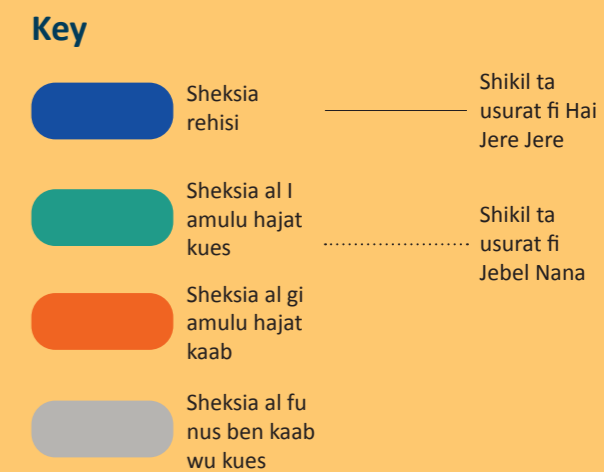 Key
Sheksia
rehisi
Shikil ta
usurat fi Hai
Jere Jere
Sheksia al I
amulu hajat
kues
Shikil ta
usurat fi
Jebel Nana
Sheksia al gi
amulu hajat
kaab
Sheksia al fu
nus ben kaab
wu kues